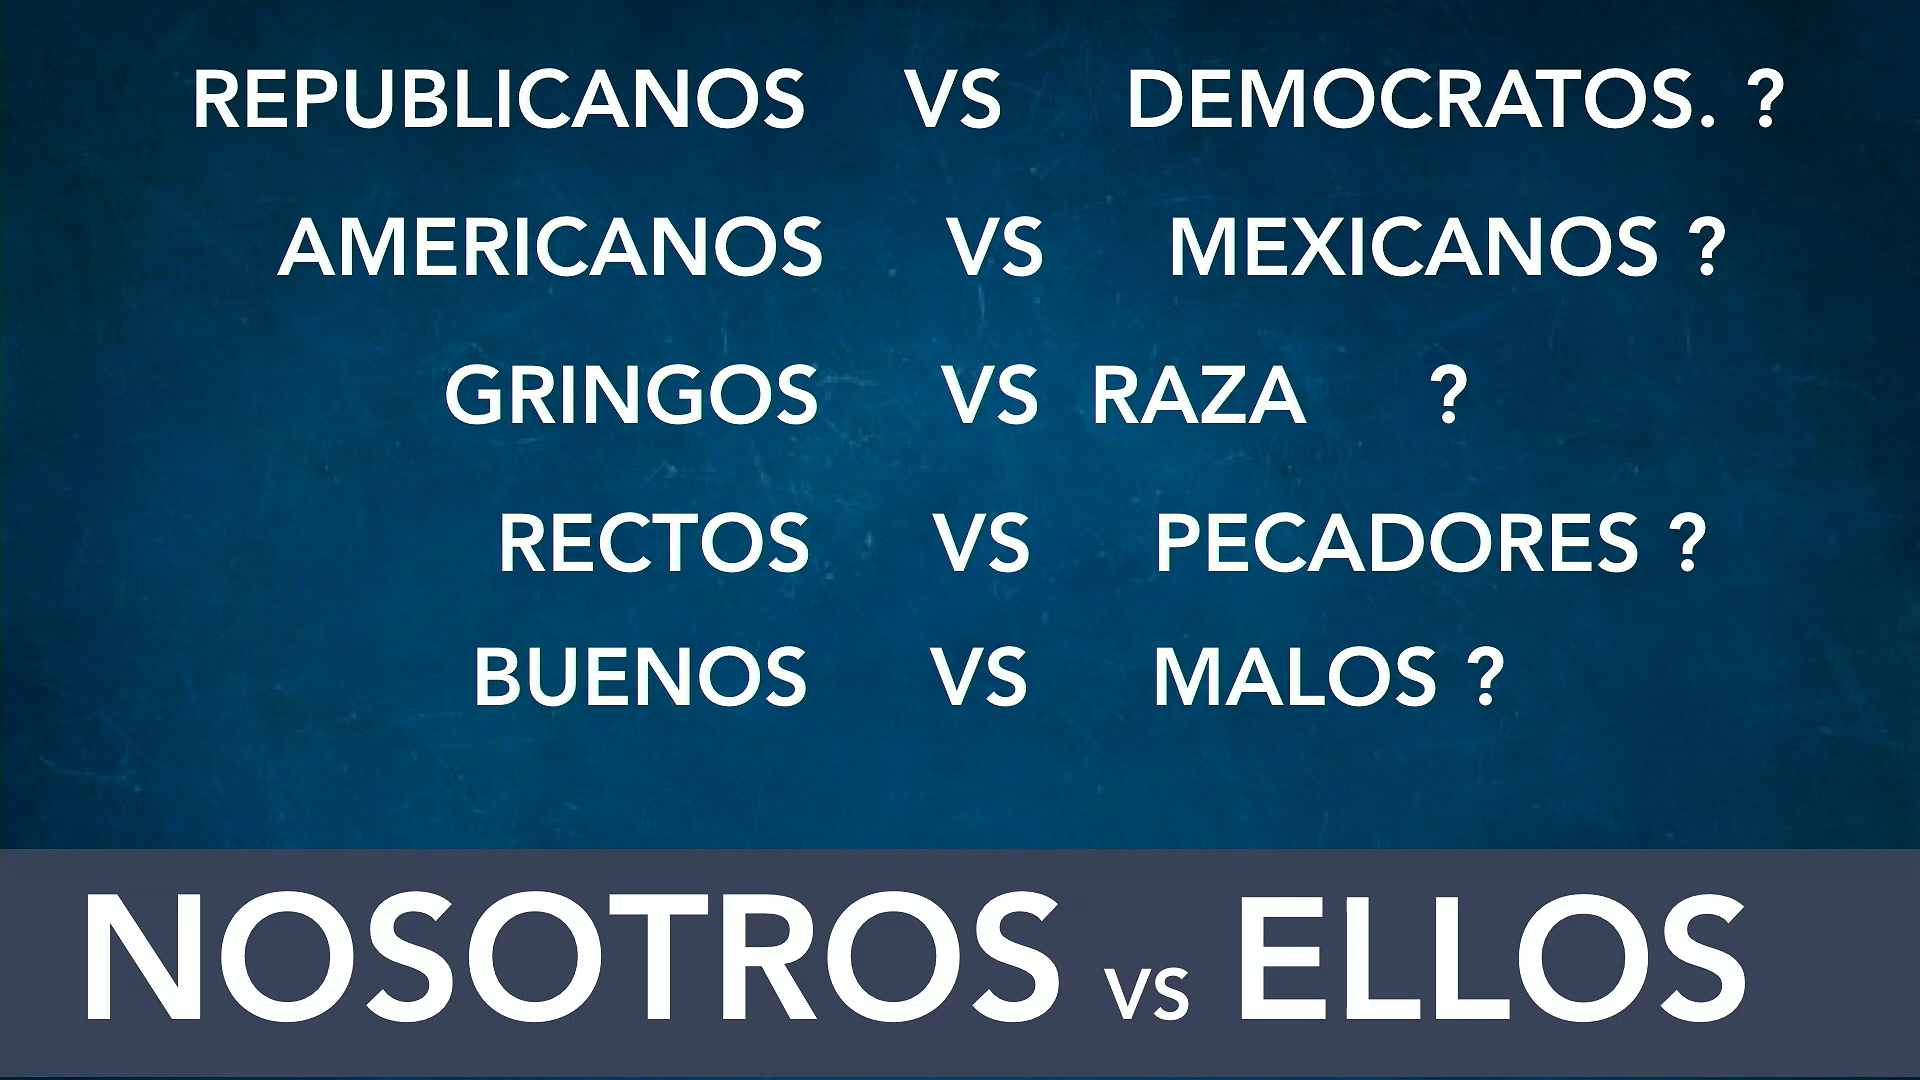 REPUBLICANOS VS DEMOCRATOS. ?
AMERICANOS VS MEXICANOS ?
GRINGOS VS RAZA ?
RECTOS VS PECADORES ?
BUENOS VS MALOS ?
NOSOTROS VS ELLOS